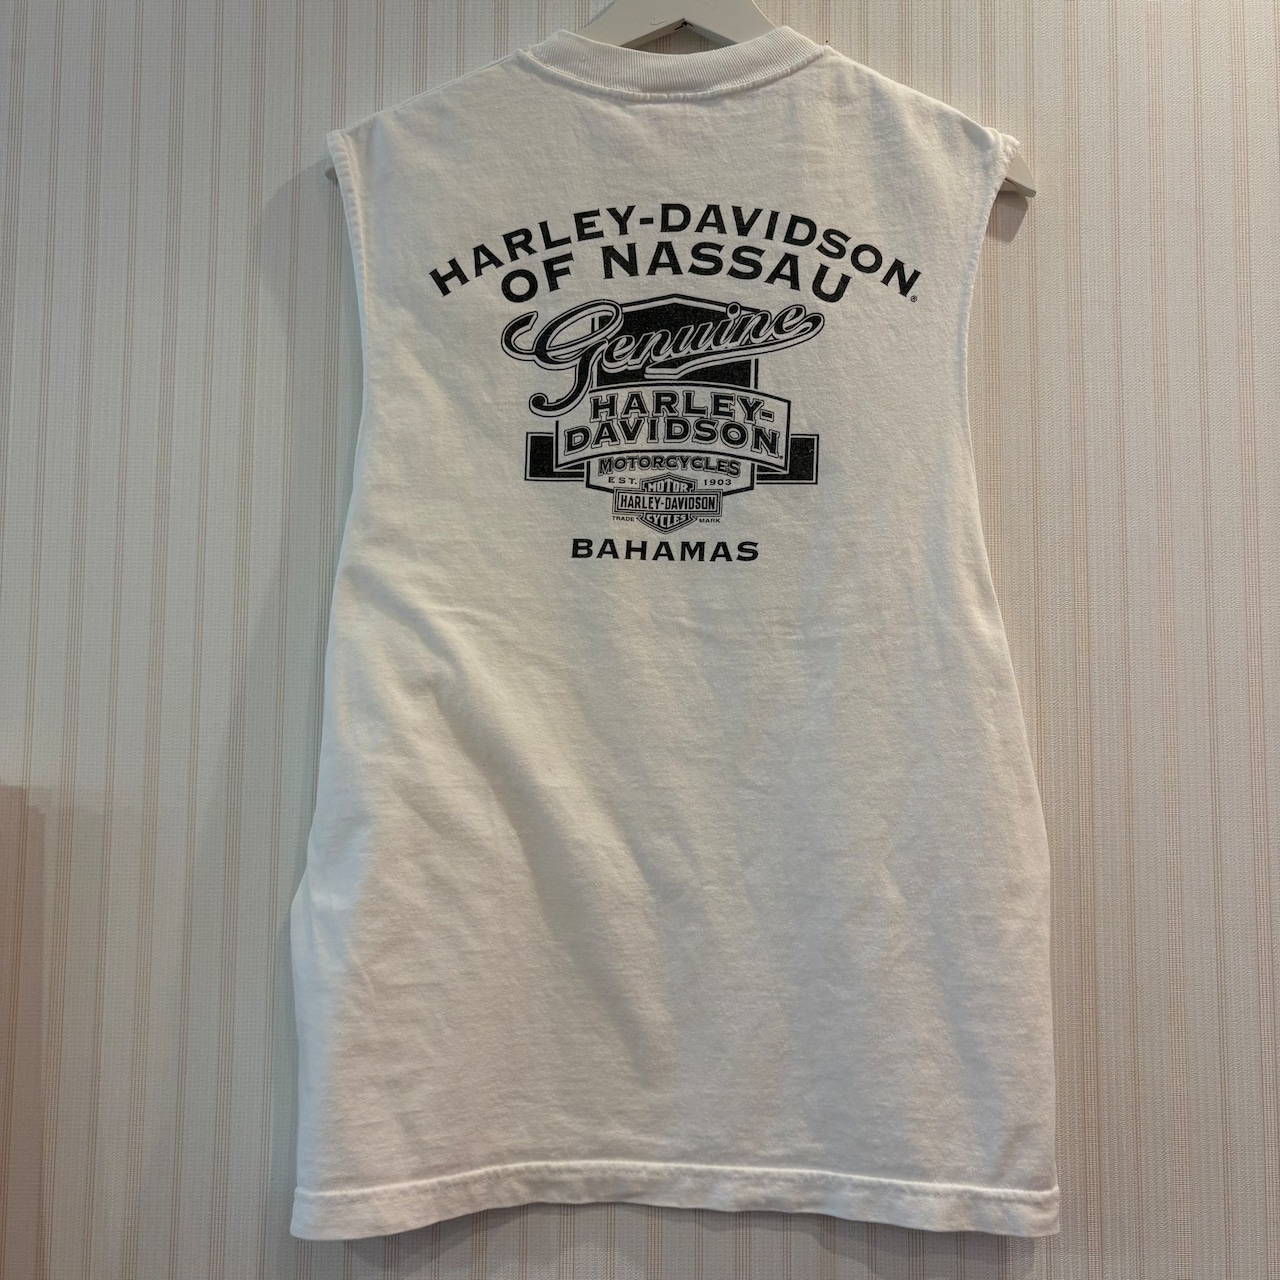 HARLEY-DAVIDSON
OF NASSAU
®
Genuine
HARLEY-
DAVIDSON®
MOTORCYCLES
EST. 1903
MOTOR
HARLEY-DAVIDSON
CYCLES
TRADE MARK
BAHAMAS